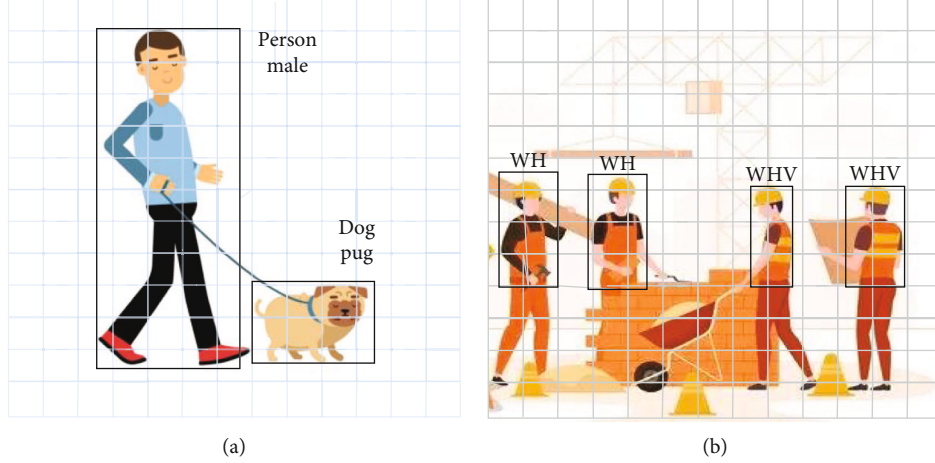 Person
male
Dog
pug
(a)
WH
WH
WHV
WHV
(b)